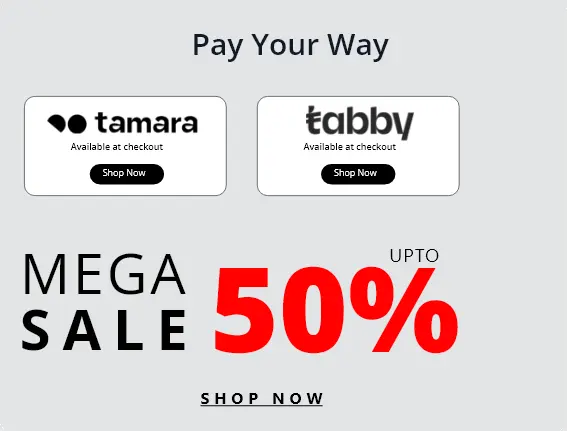 Pay Your Way
tamara
Available at checkout
Shop Now
tabby
Available at checkout
Shop Now
MEGA
SALE
UPTO
50%
SHOP NOW